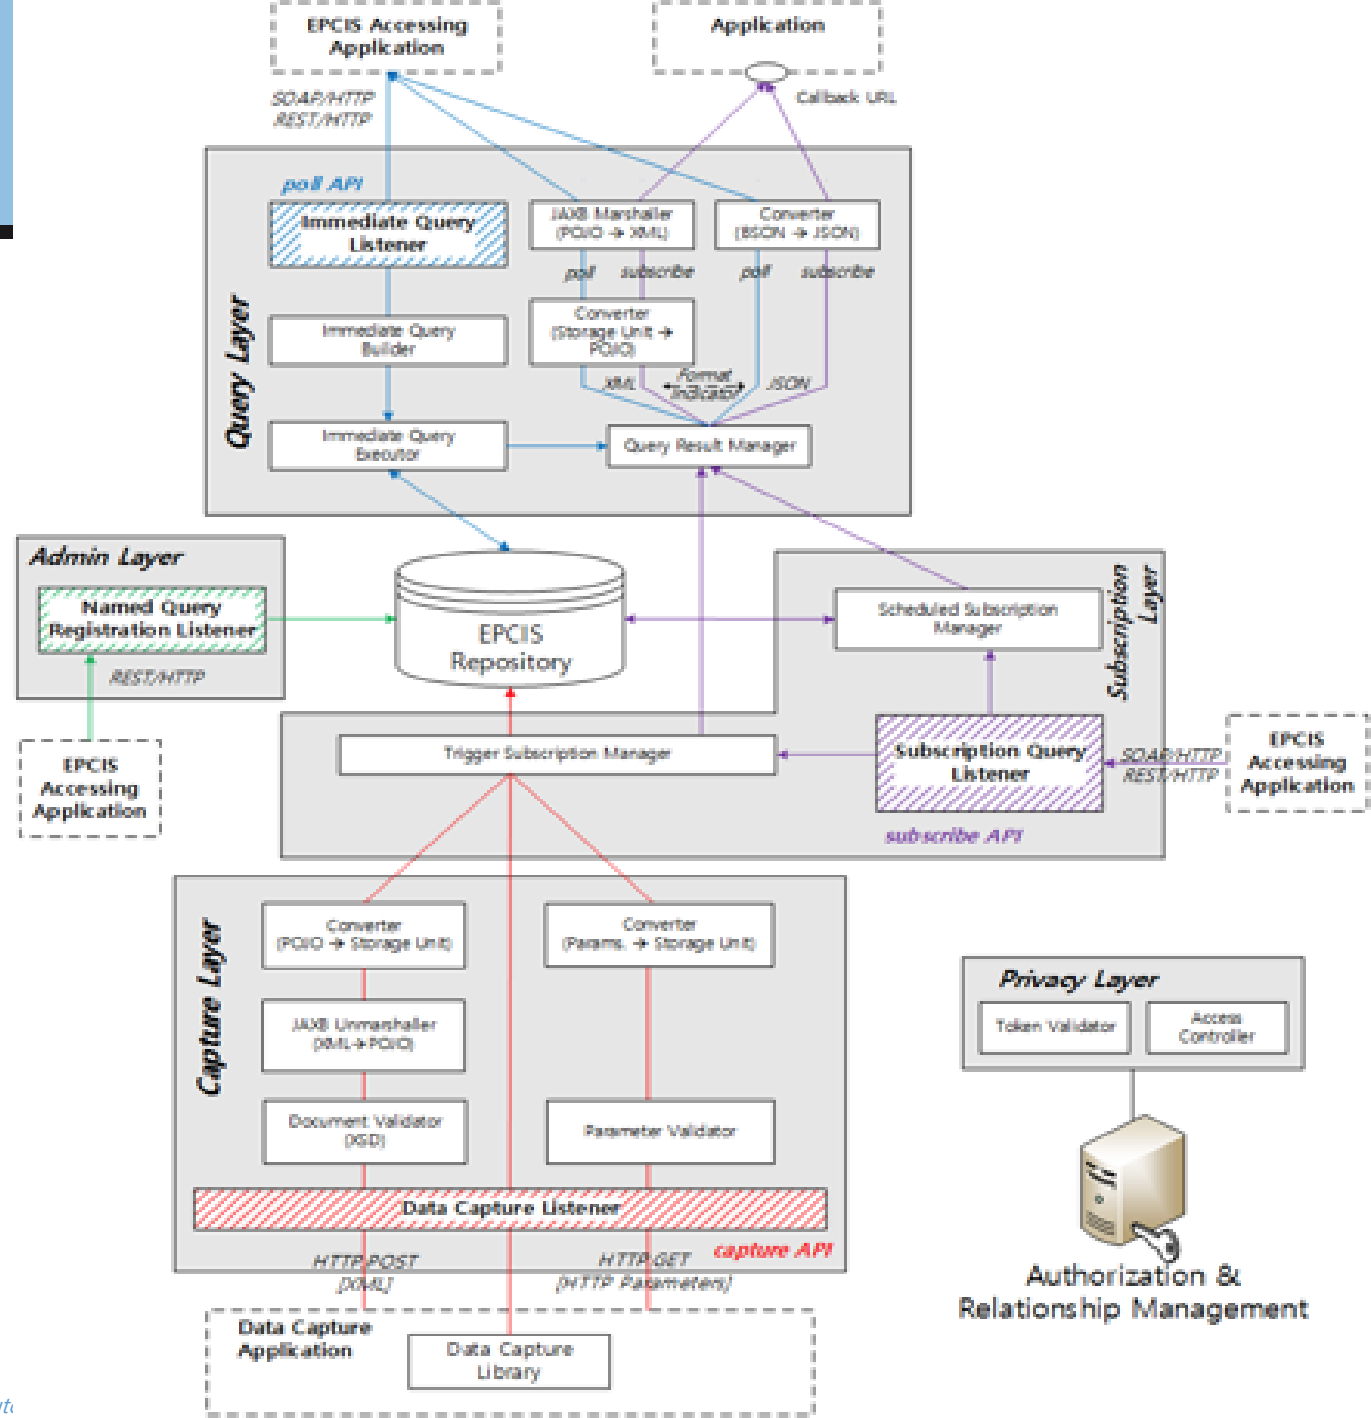 EPCIS Accessing
Application
Application
SOAP/HTTP
REST/HTTP
Callback URL
poll API
Immediate Query
Listener
JAXB Marshaller
(POJO → XML)
Converter
(BSON → JSON)
poll
subscribe
poll
subscribe
Query Layer
Immediate Query
Builder
Converter
(Storage Unit →
POJO)
XML
Format
Indicator
JSON
Immediate Query
Executor
Query Result Manager
Admin Layer
Named Query
Registration Listener
REST/HTTP
EPCIS
Accessing
Application
EPCIS
Repository
Subscription
Layer
Scheduled Subscription
Manager
Trigger Subscription Manager
Subscription Query
Listener
subscribe API
SOAP/HTTP
REST/HTTP
EPCIS
Accessing
Application
Capture Layer
Converter
(POJO → Storage Unit)
Converter
(Params. → Storage Unit)
JAXB Unmarshaller
(XML→POJO)
Document Validator
(XSD)
Parameter Validator
Data Capture Listener
capture API
HTTP POST
[XML]
HTTP GET
[HTTP Parameters]
Data Capture
Application
Data Capture
Library
Privacy Layer
Token Validator
Access
Controller
Authorization &
Relationship Management